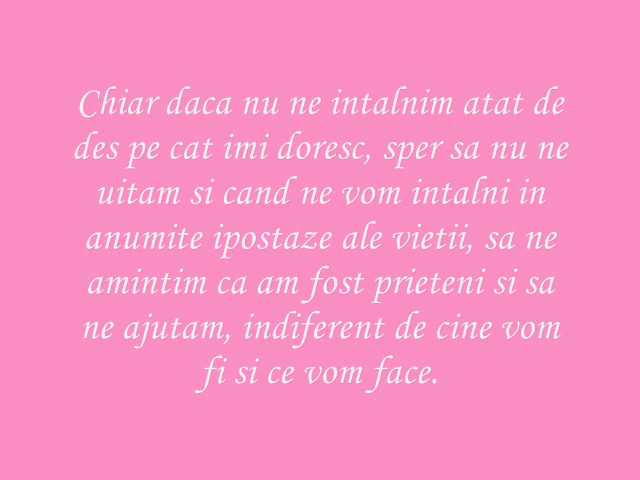 Chiar daca nu ne intalnim atat de
des pe cat imi doresc, sper sa nu ne
uitam si cand ne vom intalni in
anumite ipostaze ale vietii, sa ne
amintim ca am fost prieteni si sa
ne ajutam, indiferent de cine vom
fi si ce vom face.